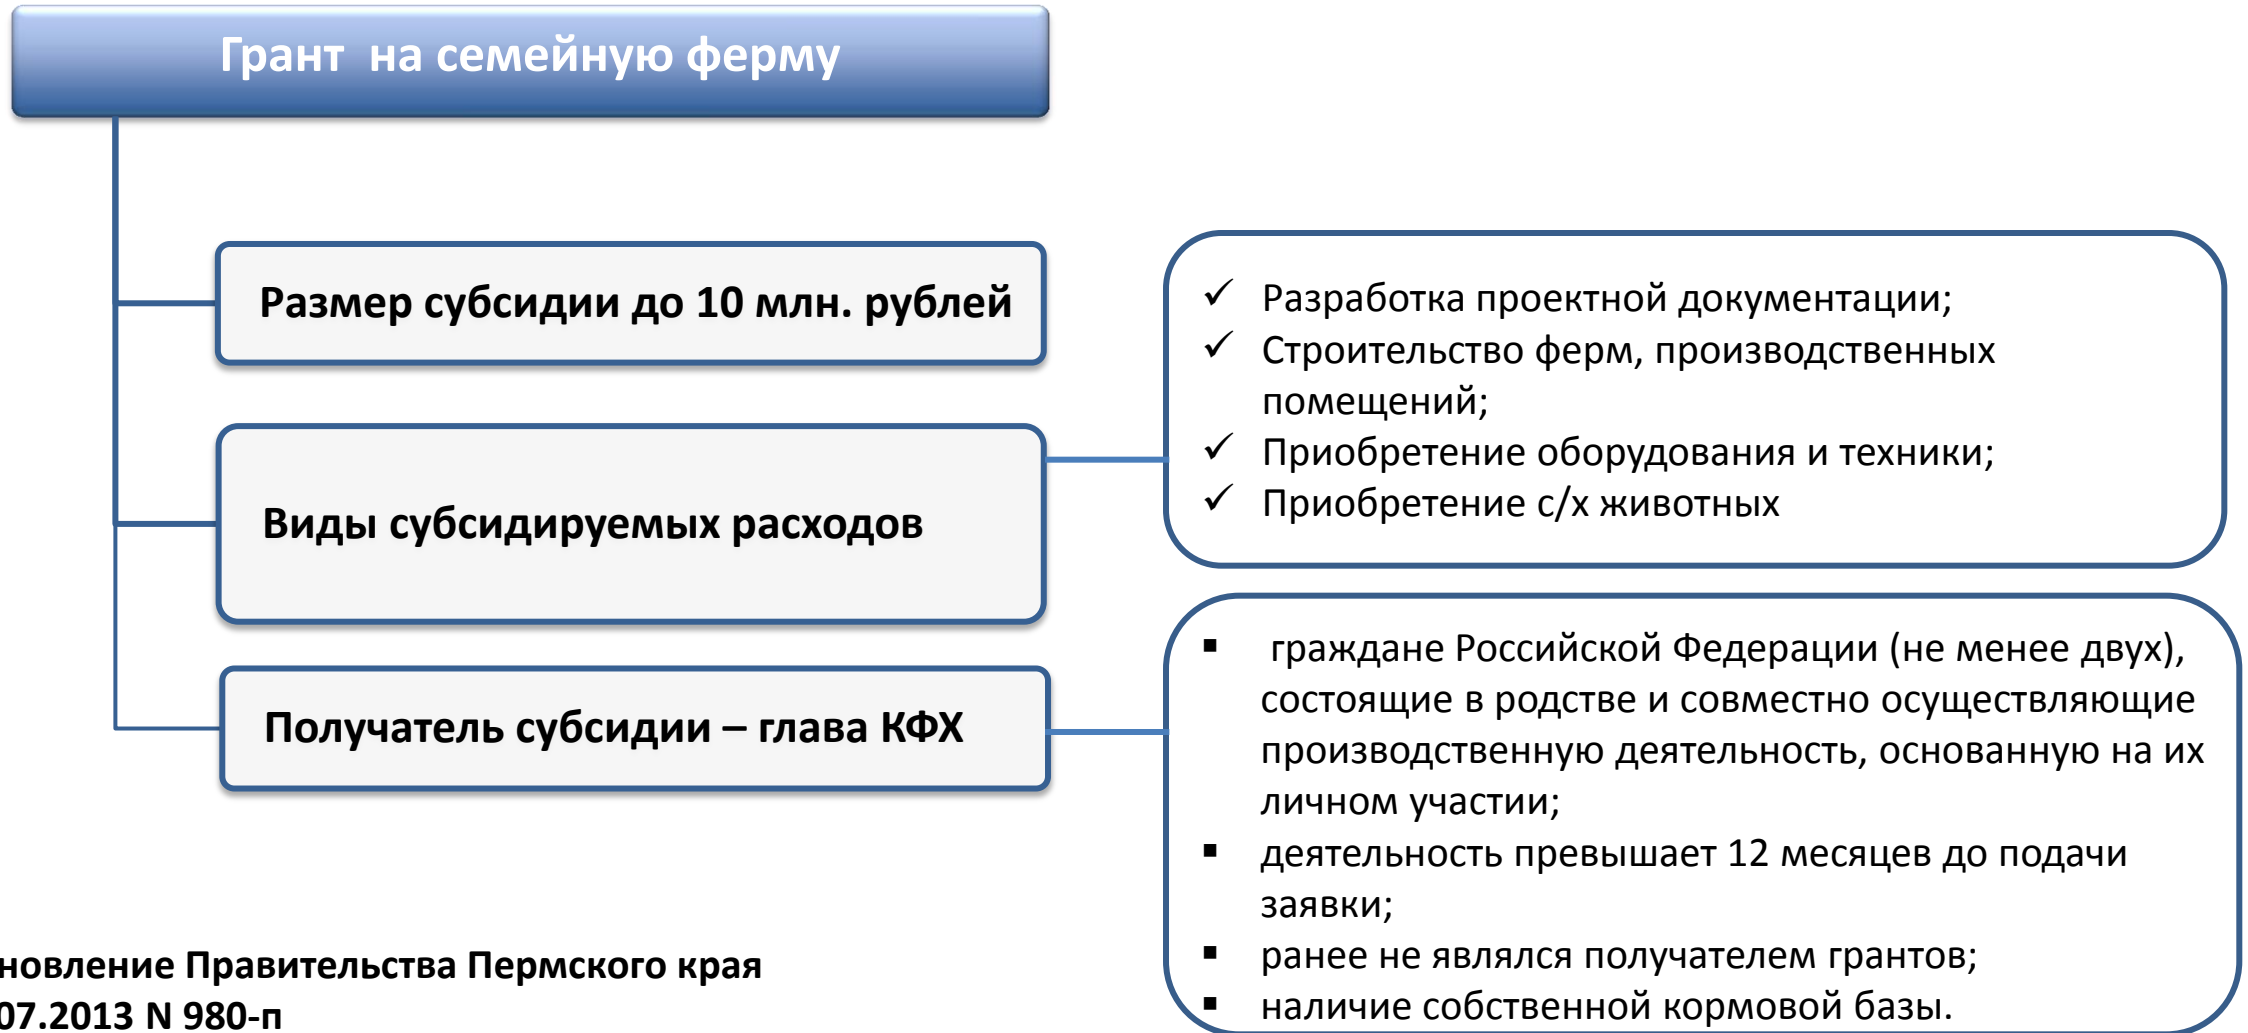 Грант на семейную ферму
Размер субсидии до 10 млн. рублей
Виды субсидируемых расходов
Получатель субсидии – глава КФХ
✓ Разработка проектной документации;
✓ Строительство ферм, производственных
помещений;
✓ Приобретение оборудования и техники;
✓ Приобретение с/х животных
▪ граждане Российской Федерации (не менее двух),
состоящие в родстве и совместно осуществляющие
производственную деятельность, основанную на их
личном участии;
▪ деятельность превышает 12 месяцев до подачи
заявки;
▪ ранее не являлся получателем грантов;
▪ наличие собственной кормовой базы.
новление Правительства Пермского края
07.2013 N 980-п